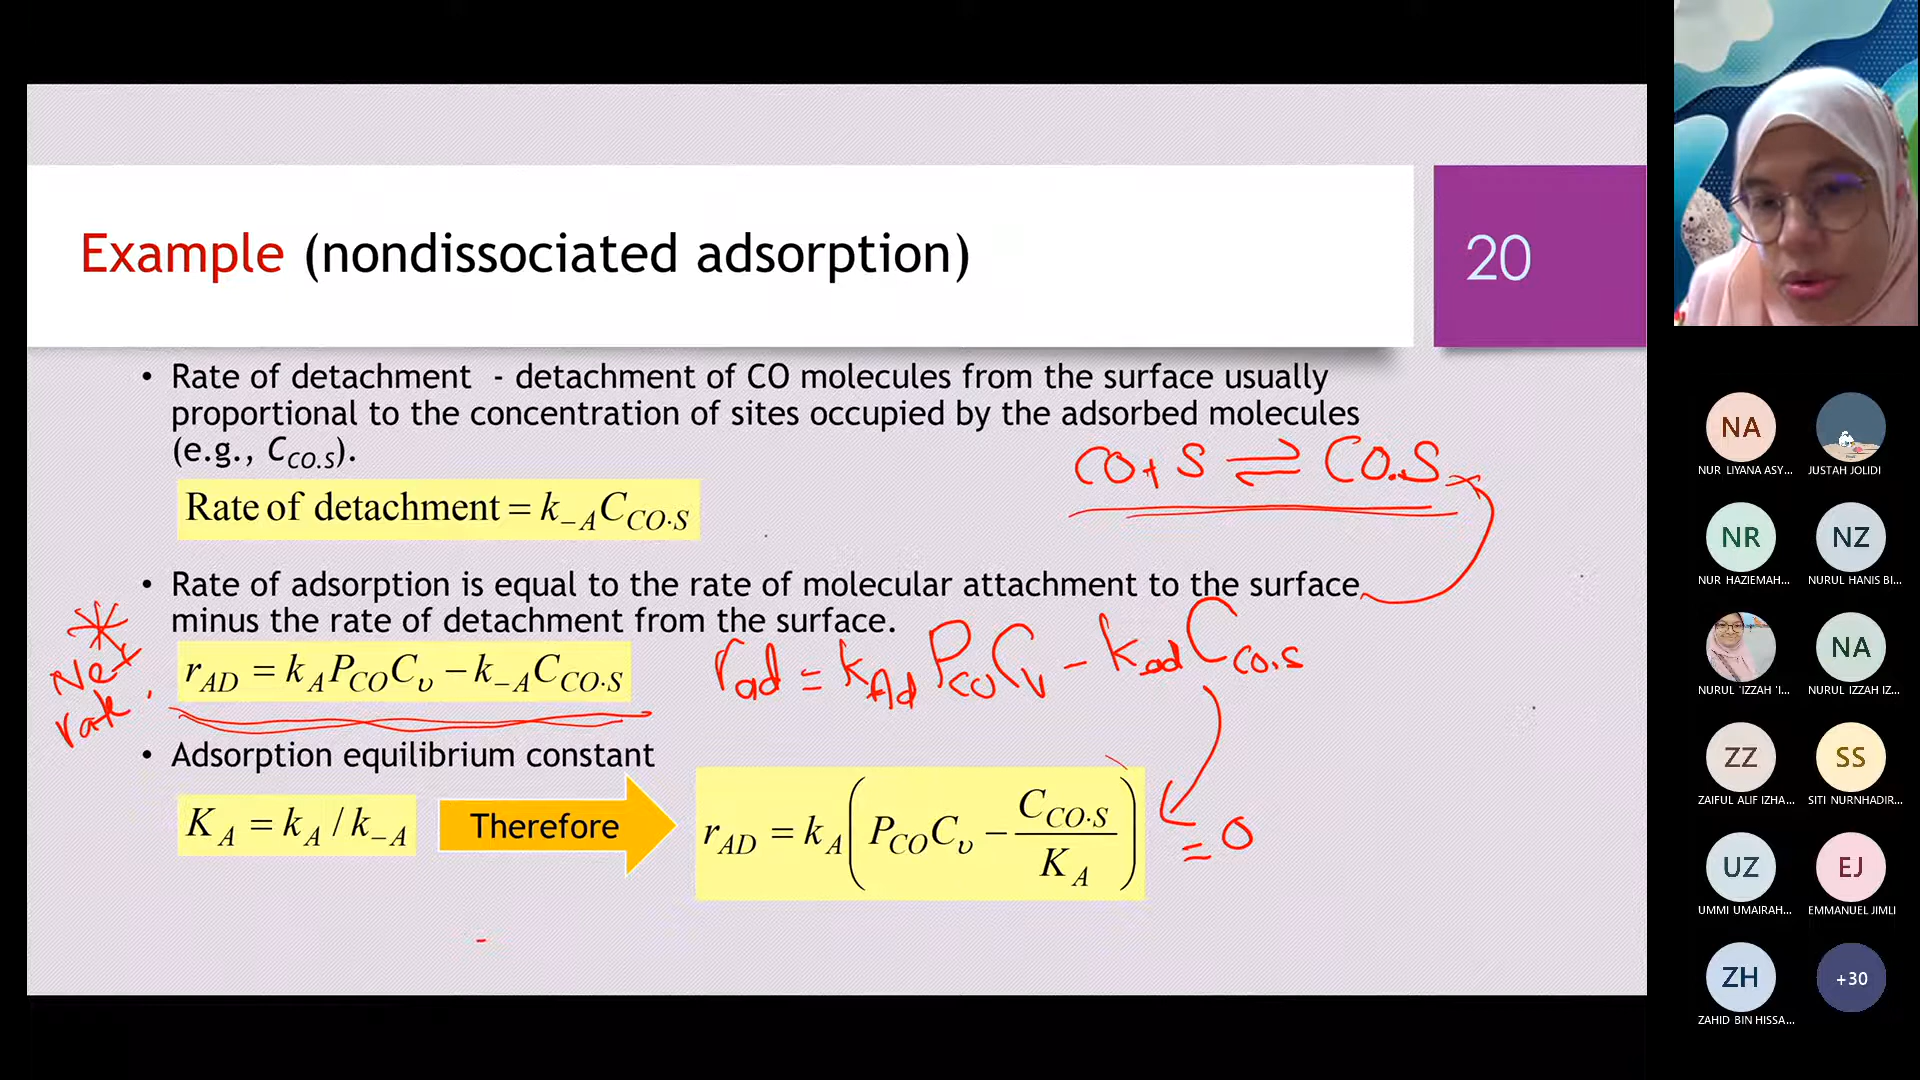 Example (nondissociated adsorption)
20
• Rate of detachment - detachment of CO molecules from the surface usually
proportional to the concentration of sites occupied by the adsorbed molecules
(e.g., C_CO.S).
CO + S ⇌ CO.S
Rate of detachment = k_−A C_CO·S
• Rate of adsorption is equal to the rate of molecular attachment to the surface
minus the rate of detachment from the surface.
* Net
rate.
r_AD = k_A P_CO C_υ − k_−A C_CO·S
r_ad = k_Ad P_CO C_v − k_ad C_CO.S
• Adsorption equilibrium constant
K_A = k_A / k_−A
Therefore
r_AD = k_A ( P_CO C_υ − C_CO·S / K_A )
= 0
NA
NUR LIYANA ASY...
JUSTAH JOLIDI
NR
NUR HAZIEMAH...
NZ
NURUL HANIS BI...
NURUL 'IZZAH 'I...
NA
NURUL IZZAH IZ...
ZZ
ZAIFUL ALIF IZHA...
SS
SITI NURNHADIR...
UZ
UMMI UMAIRAH...
EJ
EMMANUEL JIMLI
ZH
ZAHID BIN HISSA...
+30